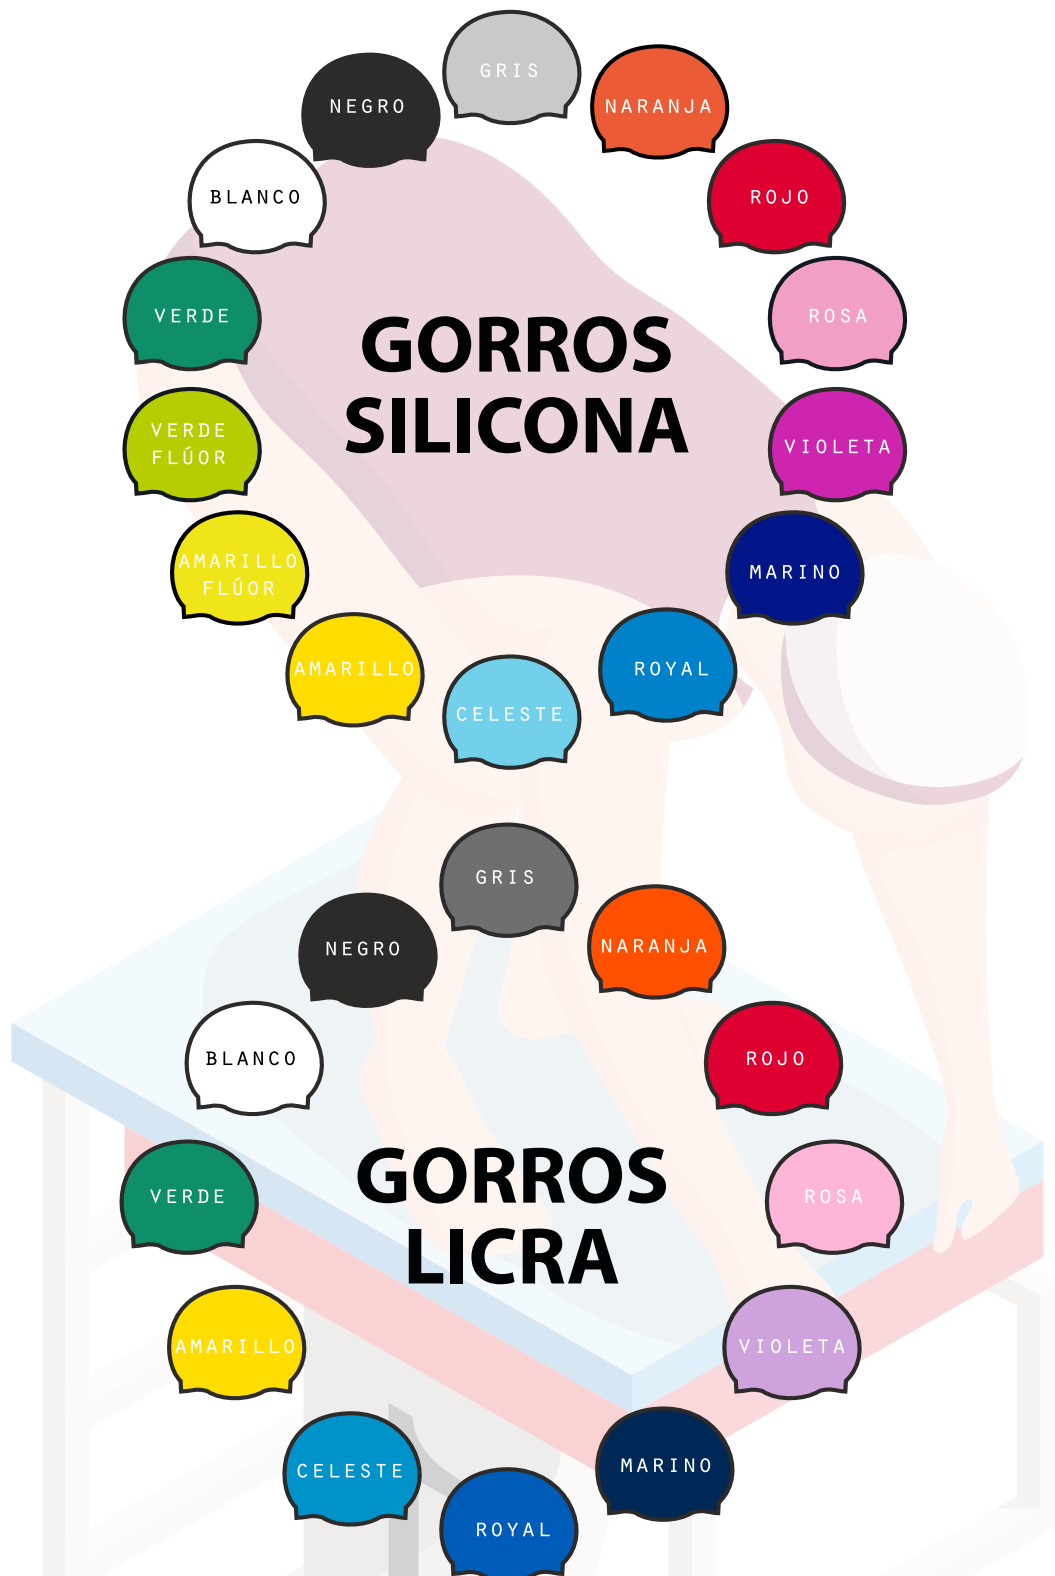 GRIS
NARANJA
NEGRO
BLANCO
ROJO
VERDE
ROSA
GORROS
SILICONA
VERDE
FLÚOR
VIOLETA
AMARILLO
FLÚOR
MARINO
AMARILLO
ROYAL
CELESTE
GRIS
NEGRO
NARANJA
BLANCO
ROJO
VERDE
ROSA
GORROS
LICRA
AMARILLO
VIOLETA
CELESTE
MARINO
ROYAL